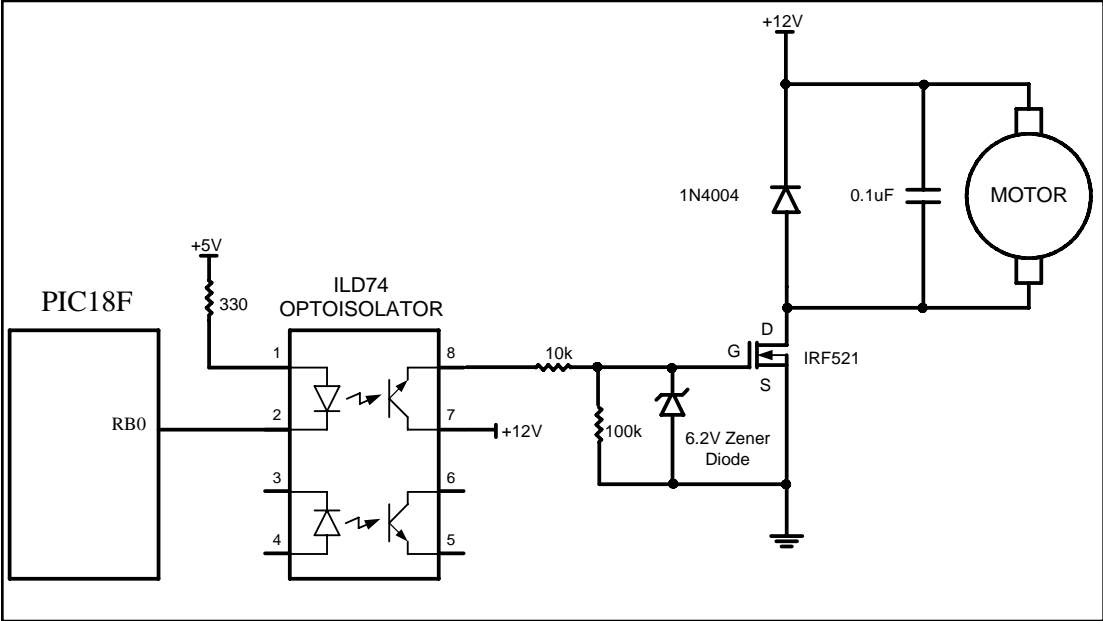 +12V
1N4004
0.1uF
MOTOR
+5V
330
PIC18F
ILD74
OPTOISOLATOR
1
8
10k
D
G
IRF521
S
RB0
2
7
+12V
100k
6.2V Zener
Diode
3
6
4
5